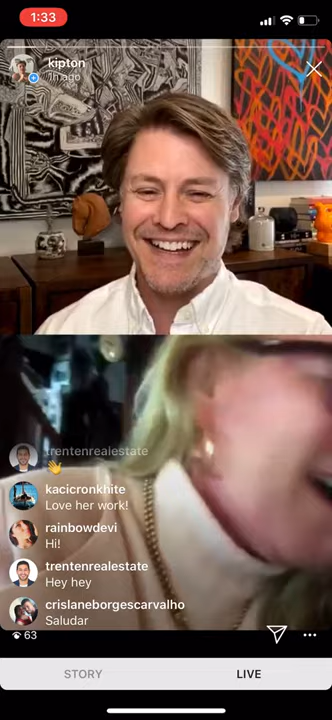 1:33
kipton
1h ago
trentenrealestate
👋
kacicronkhite
Love her work!
rainbowdevi
Hi!
trentenrealestate
Hey hey
crislaneborgescarvalho
Saludar
63
STORY
LIVE